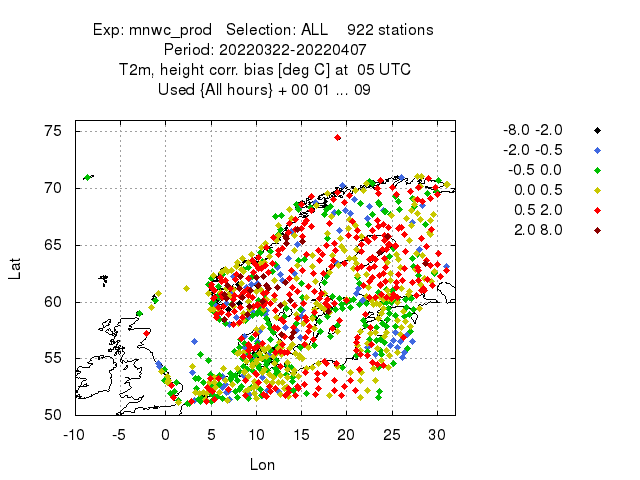 Exp: mnwc_prod Selection: ALL 922 stations
Period: 20220322-20220407
T2m, height corr. bias [deg C] at 05 UTC
Used {All hours} + 00 01 ... 09
-8.0 -2.0
-2.0 -0.5
-0.5 0.0
0.0 0.5
0.5 2.0
2.0 8.0
75
70
65
60
55
50
Lat
-10 -5 0 5 10 15 20 25 30
Lon